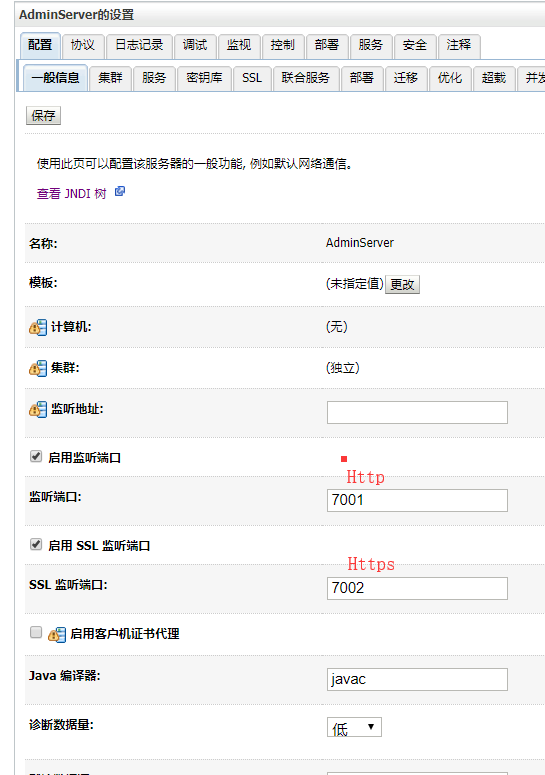 AdminServer的设置
配置 协议 日志记录 调试 监视 控制 部署 服务 安全 注释
一般信息 集群 服务 密钥库 SSL 联合服务 部署 迁移 优化 超载 并发
保存
使用此页可以配置该服务器的一般功能, 例如默认网络通信。
查看 JNDI 树
名称: AdminServer
模板: (未指定值) 更改
计算机: (无)
集群: (独立)
监听地址:
启用监听端口
Http
监听端口: 7001
启用 SSL 监听端口
Https
SSL 监听端口: 7002
启用客户机证书代理
Java 编译器: javac
诊断数据量: 低